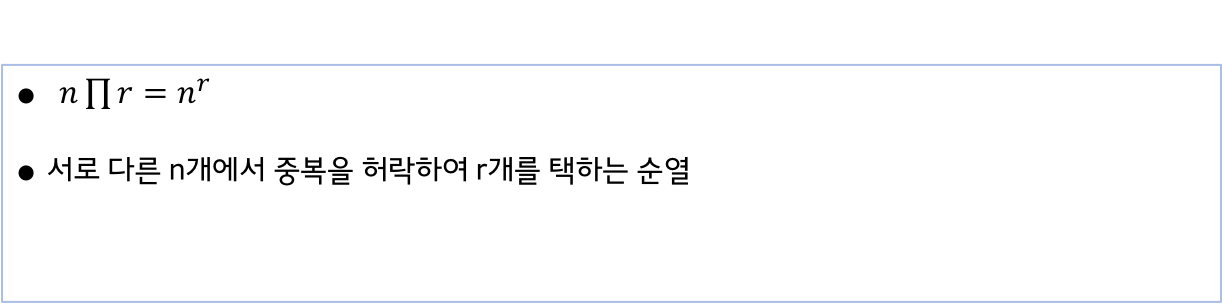 ● n∏r = n^r
● 서로 다른 n개에서 중복을 허락하여 r개를 택하는 순열